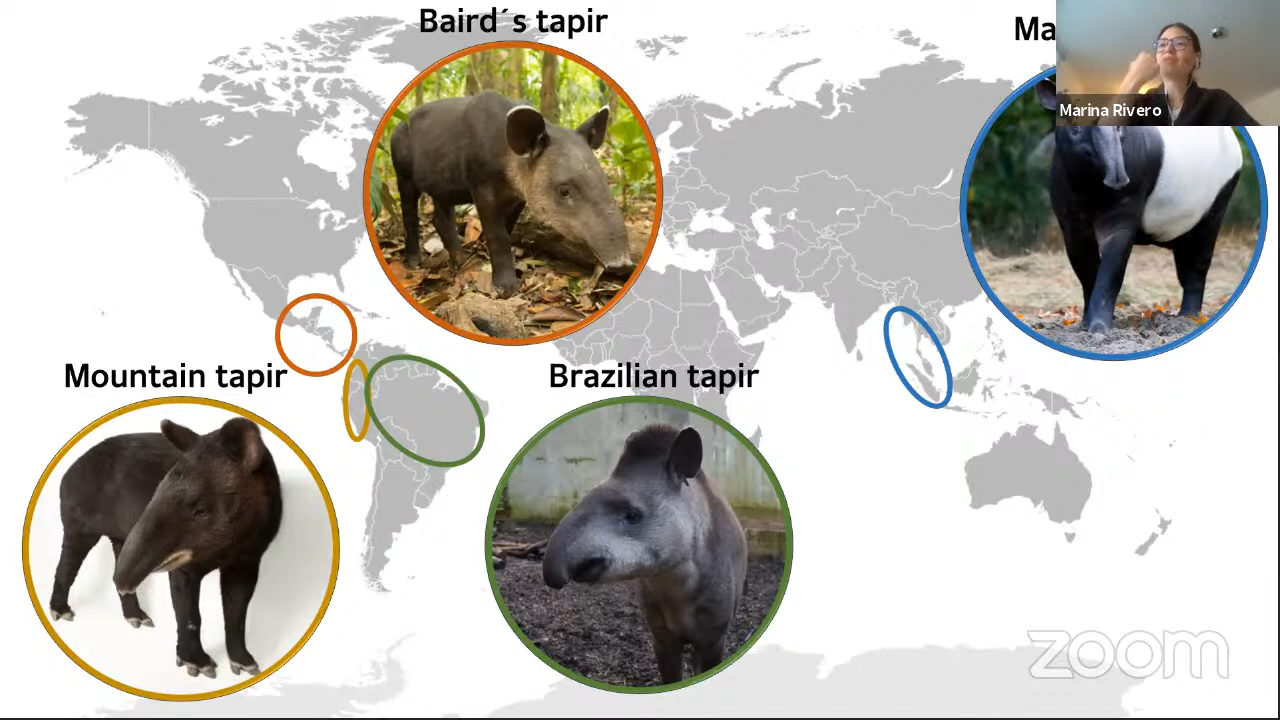 Baird´s tapir
Ma
Marina Rivero
Mountain tapir
Brazilian tapir
zoom